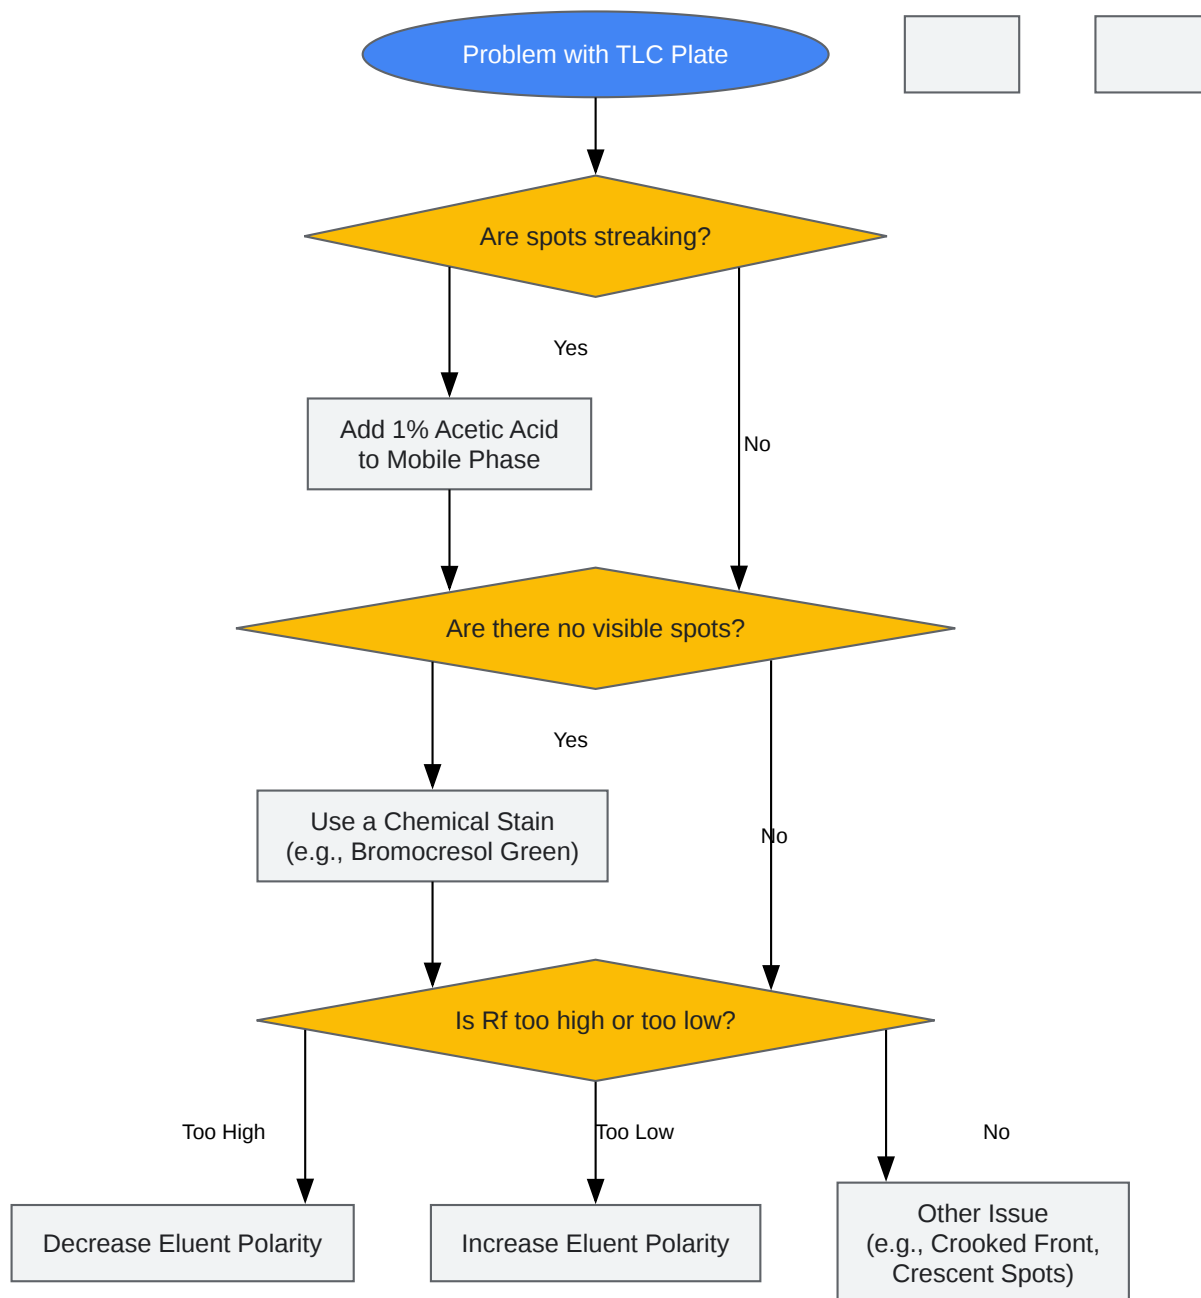 Problem with TLC Plate
Are spots streaking?
Yes
Add 1% Acetic Acid
to Mobile Phase
No
Are there no visible spots?
Yes
Use a Chemical Stain
(e.g., Bromocresol Green)
No
Is Rf too high or too low?
Too High
Too Low
No
Decrease Eluent Polarity
Increase Eluent Polarity
Other Issue
(e.g., Crooked Front,
Crescent Spots)